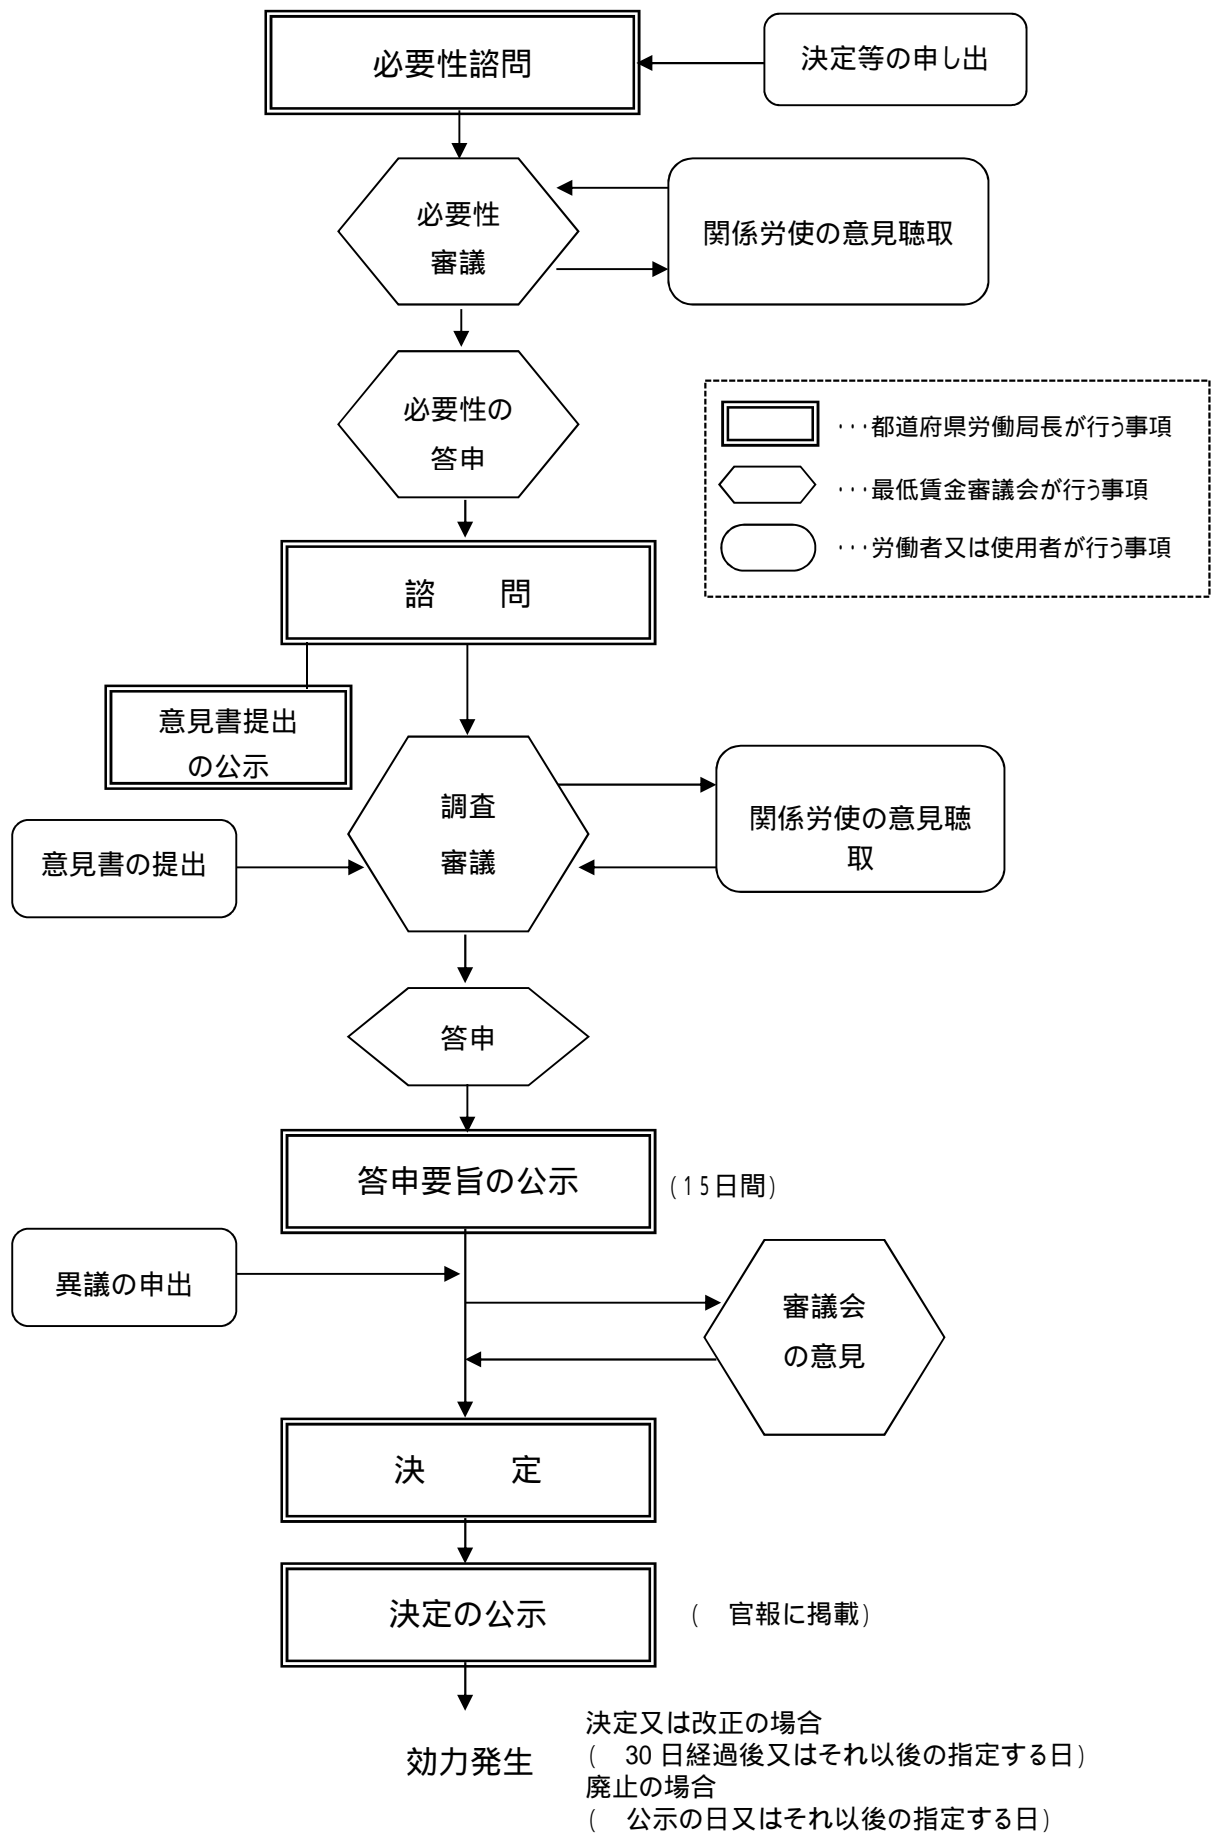 必要性諮問
決定等の申し出
必要性
審議
関係労使の意見聴取
必要性の
答申
･･･都道府県労働局長が行う事項
･･･最低賃金審議会が行う事項
･･･労働者又は使用者が行う事項
諮　　問
意見書提出
の公示
調査
審議
関係労使の意見聴
取
意見書の提出
答申
答申要旨の公示
(15日間)
異議の申出
審議会
の意見
決　　　定
決定の公示
(　官報に掲載)
効力発生
決定又は改正の場合
(　30日経過後又はそれ以後の指定する日)
廃止の場合
(　公示の日又はそれ以後の指定する日)